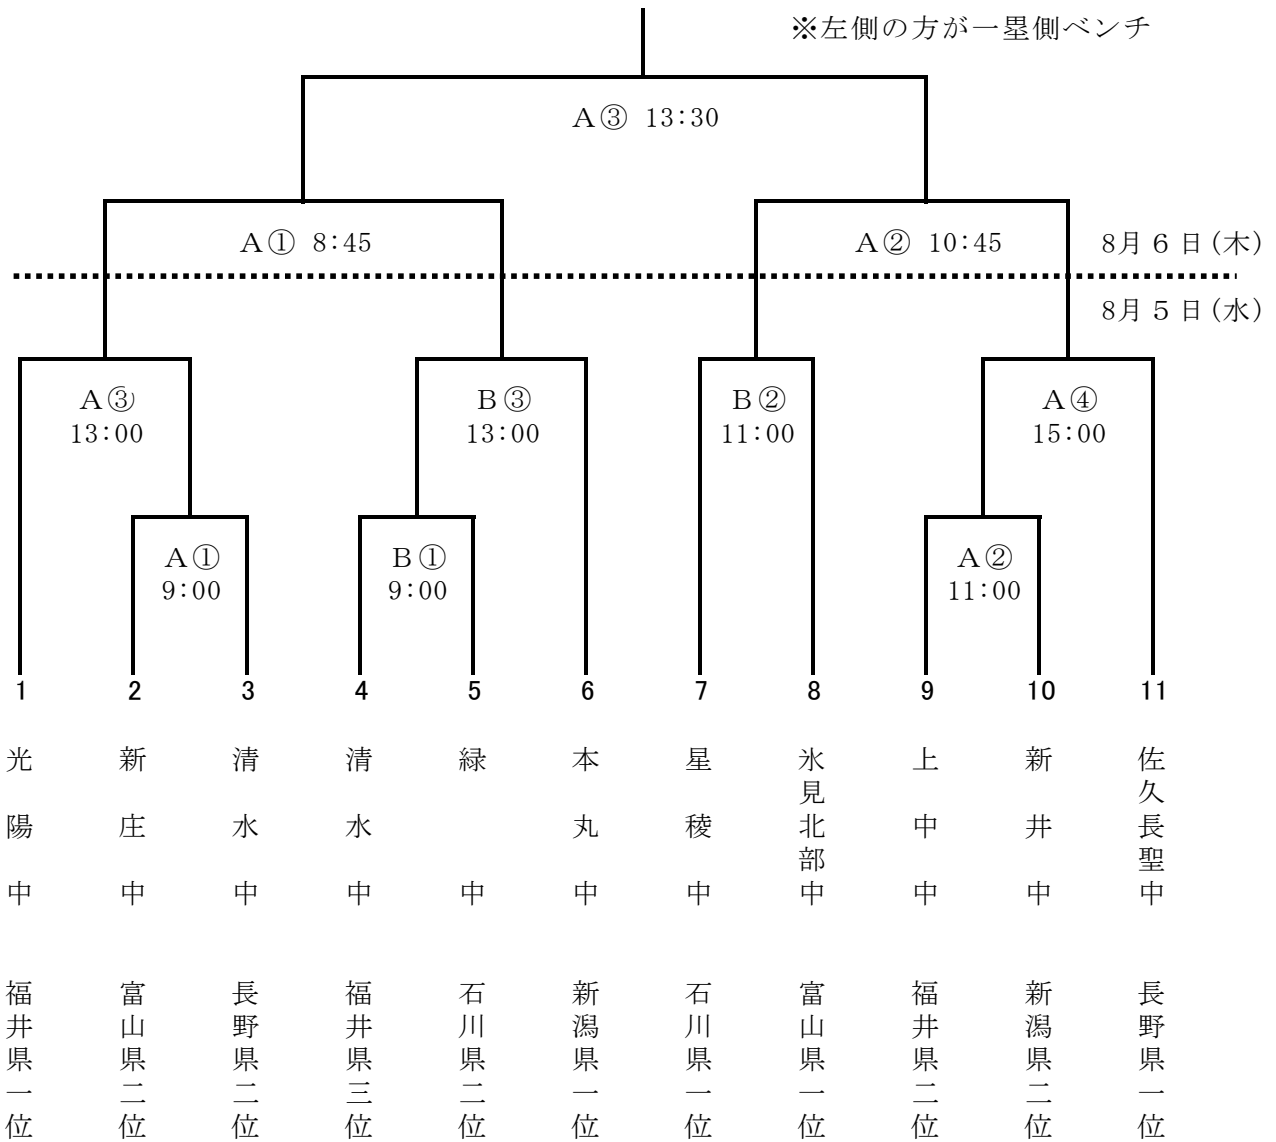 ※左側の方が一塁側ベンチ
A③ 13:30
A① 8:45
A② 10:45
8月6日(木)
8月5日(水)
A③
13:00
B③
13:00
B②
11:00
A④
15:00
A①
9:00
B①
9:00
A②
11:00
1 2 3 4 5 6 7 8 9 10 11
光陽中
新庄中
清水中
清水中
緑中
本丸中
星稜中
氷見北部中
上中中
新井中
佐久長聖中
福井県一位
富山県二位
長野県二位
福井県三位
石川県二位
新潟県一位
石川県一位
富山県一位
福井県二位
新潟県二位
長野県一位